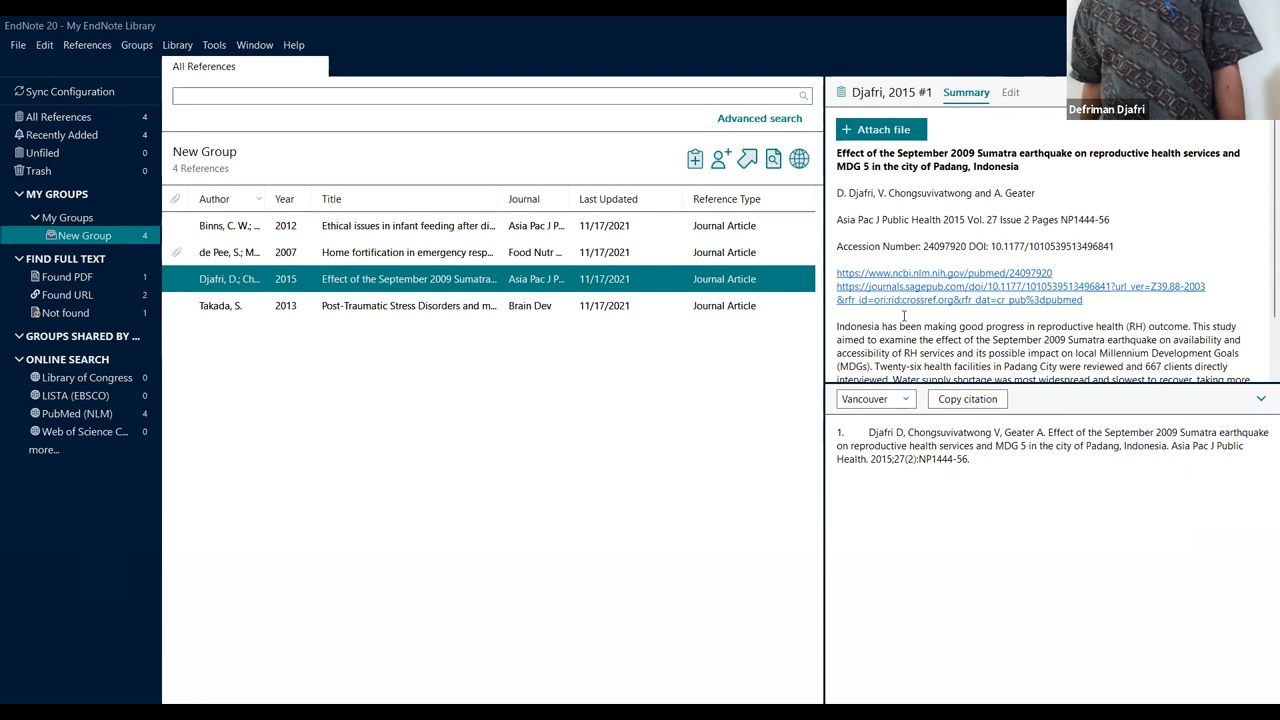 EndNote 20 - My EndNote Library
File Edit References Groups Library Tools Window Help
All References
Sync Configuration
All References 4
Recently Added 4
Unfiled 0
Trash 0
MY GROUPS
My Groups
New Group 4
FIND FULL TEXT
Found PDF 1
Found URL 2
Not found 1
GROUPS SHARED BY ...
ONLINE SEARCH
Library of Congress 0
LISTA (EBSCO) 0
PubMed (NLM) 4
Web of Science C... 0
more...
Advanced search
New Group
4 References
Author Year Title Journal Last Updated Reference Type
Binns, C. W.; ... 2012 Ethical issues in infant feeding after di... Asia Pac J P... 11/17/2021 Journal Article
de Pee, S.; M... 2007 Home fortification in emergency resp... Food Nutr ... 11/17/2021 Journal Article
Djafri, D.; Ch... 2015 Effect of the September 2009 Sumatra... Asia Pac J P... 11/17/2021 Journal Article
Takada, S. 2013 Post-Traumatic Stress Disorders and m... Brain Dev 11/17/2021 Journal Article
Djafri, 2015 #1 Summary Edit
Defriman Djafri
+ Attach file
Effect of the September 2009 Sumatra earthquake on reproductive health services and
MDG 5 in the city of Padang, Indonesia
D. Djafri, V. Chongsuvivatwong and A. Geater
Asia Pac J Public Health 2015 Vol. 27 Issue 2 Pages NP1444-56
Accession Number: 24097920 DOI: 10.1177/1010539513496841
https://www.ncbi.nlm.nih.gov/pubmed/24097920
https://journals.sagepub.com/doi/10.1177/1010539513496841?url_ver=Z39.88-2003
&rfr_id=ori:rid:crossref.org&rfr_dat=cr_pub%3dpubmed
Indonesia has been making good progress in reproductive health (RH) outcome. This study
aimed to examine the effect of the September 2009 Sumatra earthquake on availability and
accessibility of RH services and its possible impact on local Millennium Development Goals
(MDGs). Twenty-six health facilities in Padang City were reviewed and 667 clients directly
interviewed. Water supply shortage was most widespread and slowest to recover, taking more
Vancouver Copy citation
1. Djafri D, Chongsuvivatwong V, Geater A. Effect of the September 2009 Sumatra earthquake
on reproductive health services and MDG 5 in the city of Padang, Indonesia. Asia Pac J Public
Health. 2015;27(2):NP1444-56.